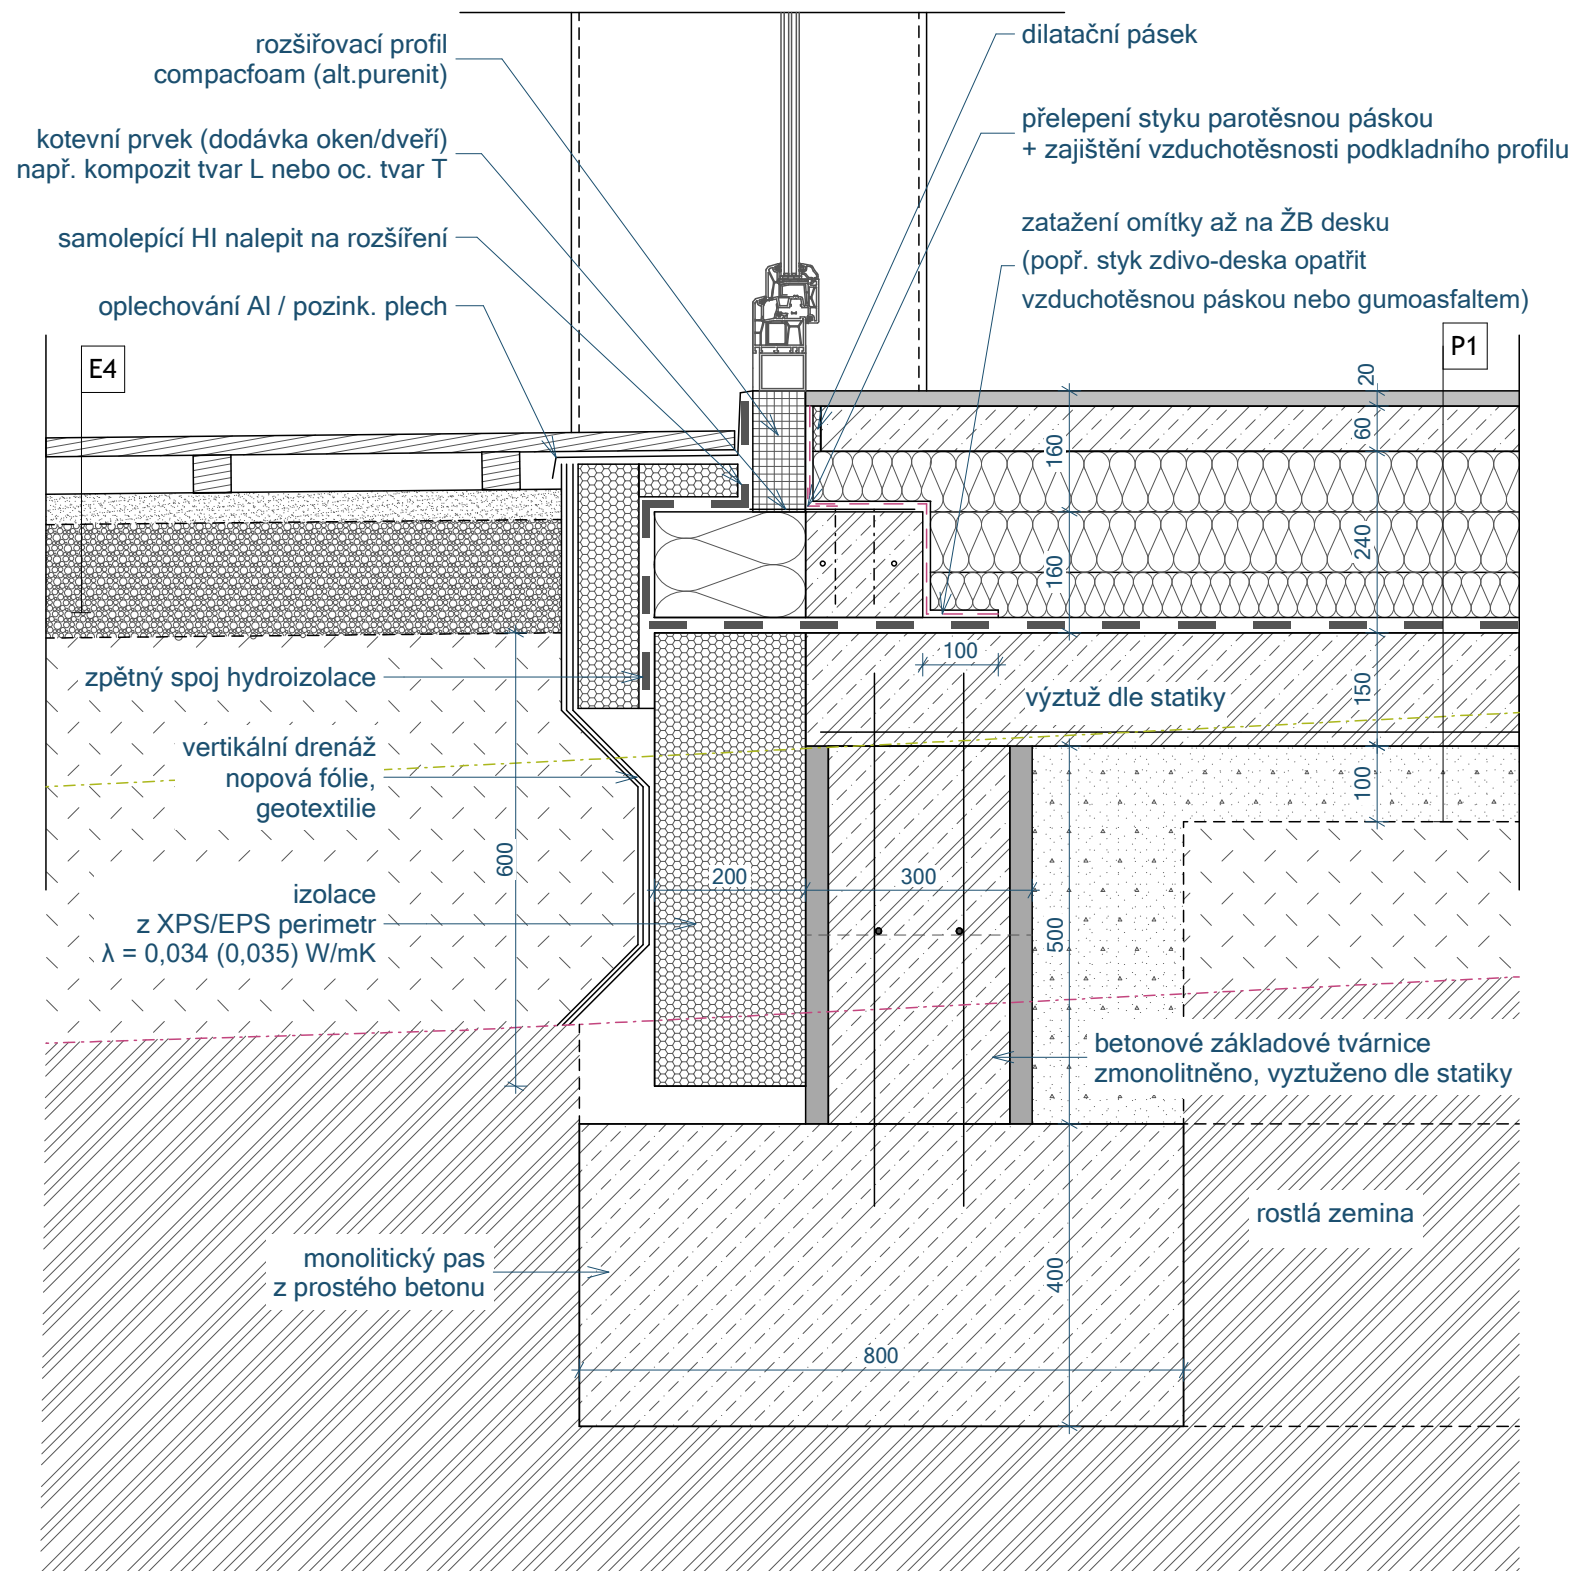 rozšiřovací profil
compacfoam (alt.purenit)
kotevní prvek (dodávka oken/dveří)
např. kompozit tvar L nebo oc. tvar T
samolepící HI nalepit na rozšíření
oplechování Al / pozink. plech
E4
dilatační pásek
přelepení styku parotěsnou páskou
+ zajištění vzduchotěsnosti podkladního profilu
zatažení omítky až na ŽB desku
(popř. styk zdivo-deska opatřit
vzduchotěsnou páskou nebo gumoasfaltem)
P1
20
60
160
240
160
100
150
100
zpětný spoj hydroizolace
výztuž dle statiky
vertikální drenáž
nopová fólie,
geotextilie
600
200
300
500
izolace
z XPS/EPS perimetr
λ = 0,034 (0,035) W/mK
betonové základové tvárnice
zmonolitněno, vyztuženo dle statiky
rostlá zemina
monolitický pas
z prostého betonu
400
800